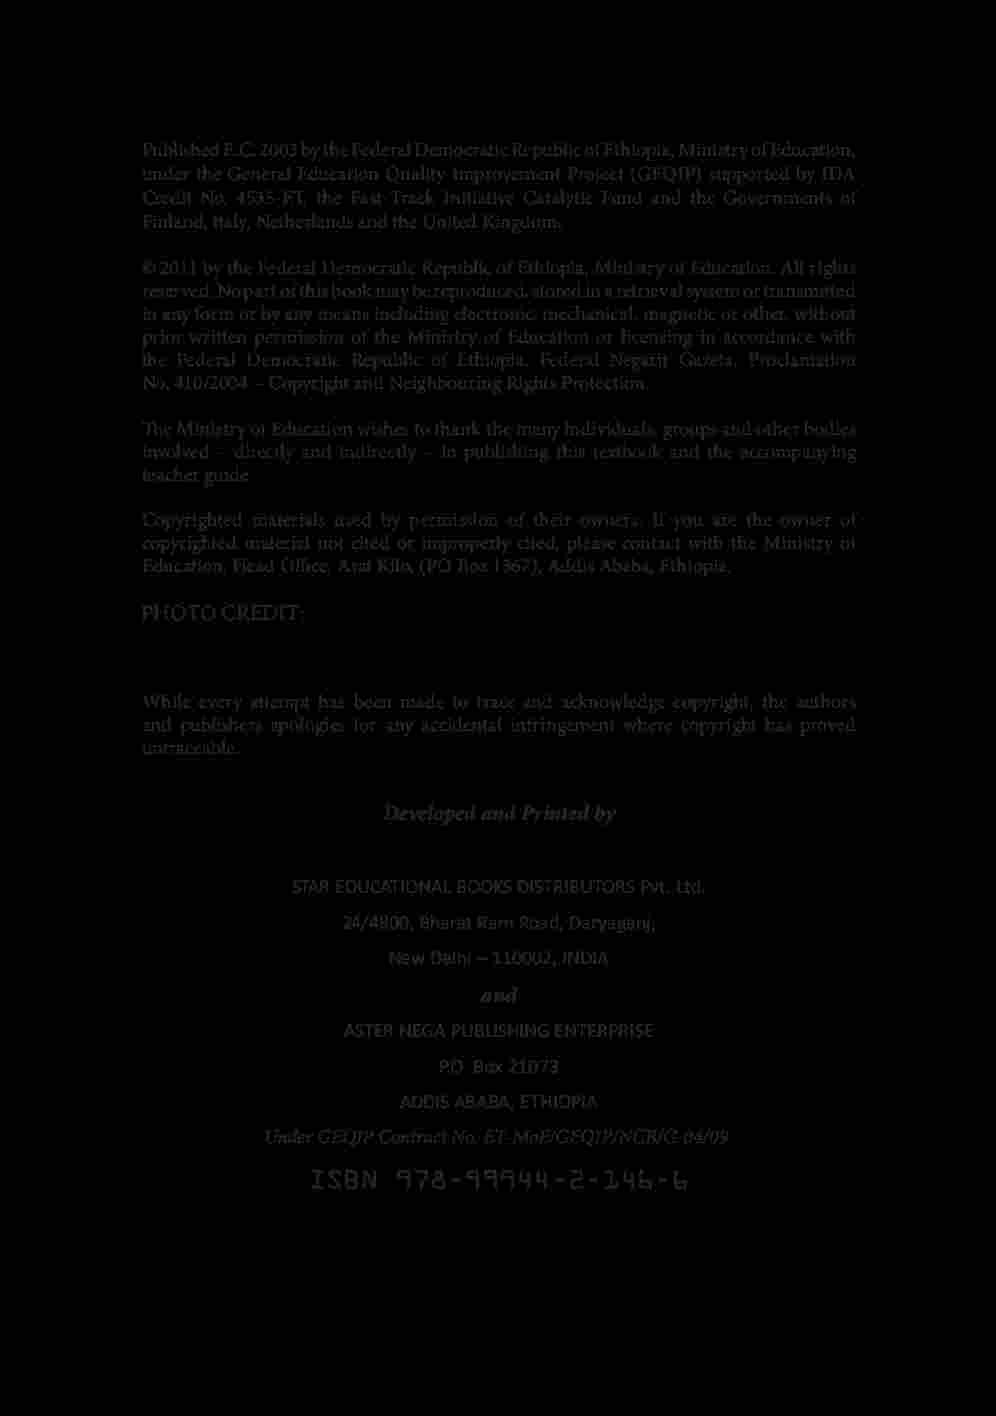 Published E.C. 2003 by the Federal Democratic Republic of Ethiopia, Ministry of Education,
under the General Education Quality Improvement Project (GEQIP) supported by IDA
Credit No. 4535-ET, the Fast Track Initiative Catalytic Fund and the Governments of
Finland, Italy, Netherlands and the United Kingdom.
© 2011 by the Federal Democratic Republic of Ethiopia, Ministry of Education. All rights
reserved. No part of this book may be reproduced, stored in a retrieval system or transmitted
in any form or by any means including electronic, mechanical, magnetic or other, without
prior written permission of the Ministry of Education or licensing in accordance with
the Federal Democratic Republic of Ethiopia, Federal Negarit Gazeta, Proclamation
No. 410/2004 – Copyright and Neighbouring Rights Protection.
The Ministry of Education wishes to thank the many individuals, groups and other bodies
involved – directly and indirectly – in publishing this textbook and the accompanying
teacher guide.
Copyrighted materials used by permission of their owners. If you are the owner of
copyrighted material not cited or improperly cited, please contact with the Ministry of
Education, Head Office, Arat Kilo, (PO Box 1367), Addis Ababa, Ethiopia.
PHOTO CREDIT:
While every attempt has been made to trace and acknowledge copyright, the authors
and publishers apologies for any accidental infringement where copyright has proved
untraceable.
Developed and Printed by
STAR EDUCATIONAL BOOKS DISTRIBUTORS Pvt. Ltd.
24/4800, Bharat Ram Road, Daryaganj,
New Delhi – 110002, INDIA
and
ASTER NEGA PUBLISHING ENTERPRISE
P.O. Box 21073
ADDIS ABABA, ETHIOPIA
Under GEQIP Contract No. ET-MoE/GEQIP/NCB/G-04/09
ISBN 978-99944-2-146-6